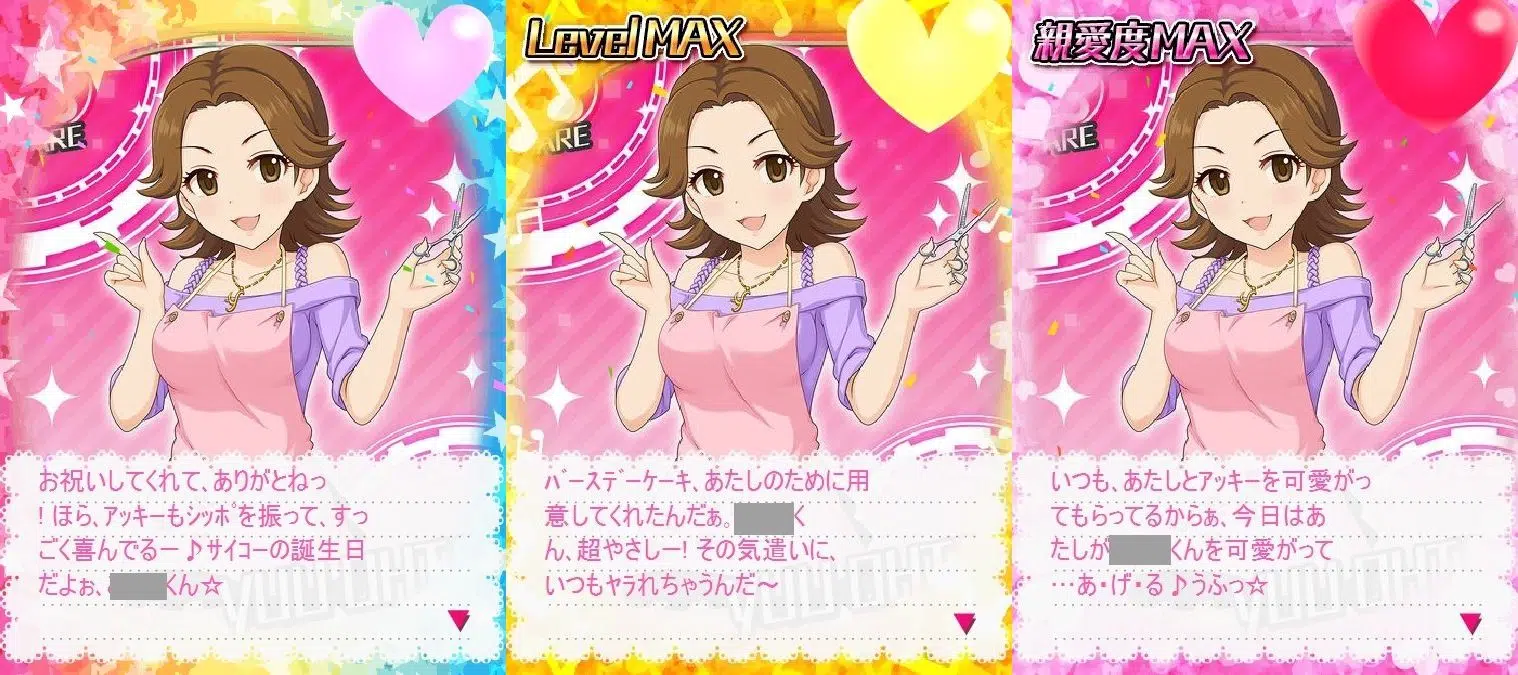 ARE
お祝いしてくれて、ありがとねっ
！ほら、アッキーもシッポを振って、すっ
ごく喜んでるー♪サイコーの誕生日
だよぉ、くん☆
Level MAX
ARE
バースデーケーキ、あたしのために用
意してくれたんだぁ。く
ん、超やさしー！その気遣いに、
いつもヤラれちゃうんだ～
親愛度MAX
ARE
いつも、あたしとアッキーを可愛がっ
てもらってるからぁ、今日はあ
たしがくんを可愛がって
…あ・げ・る♪うふっ☆